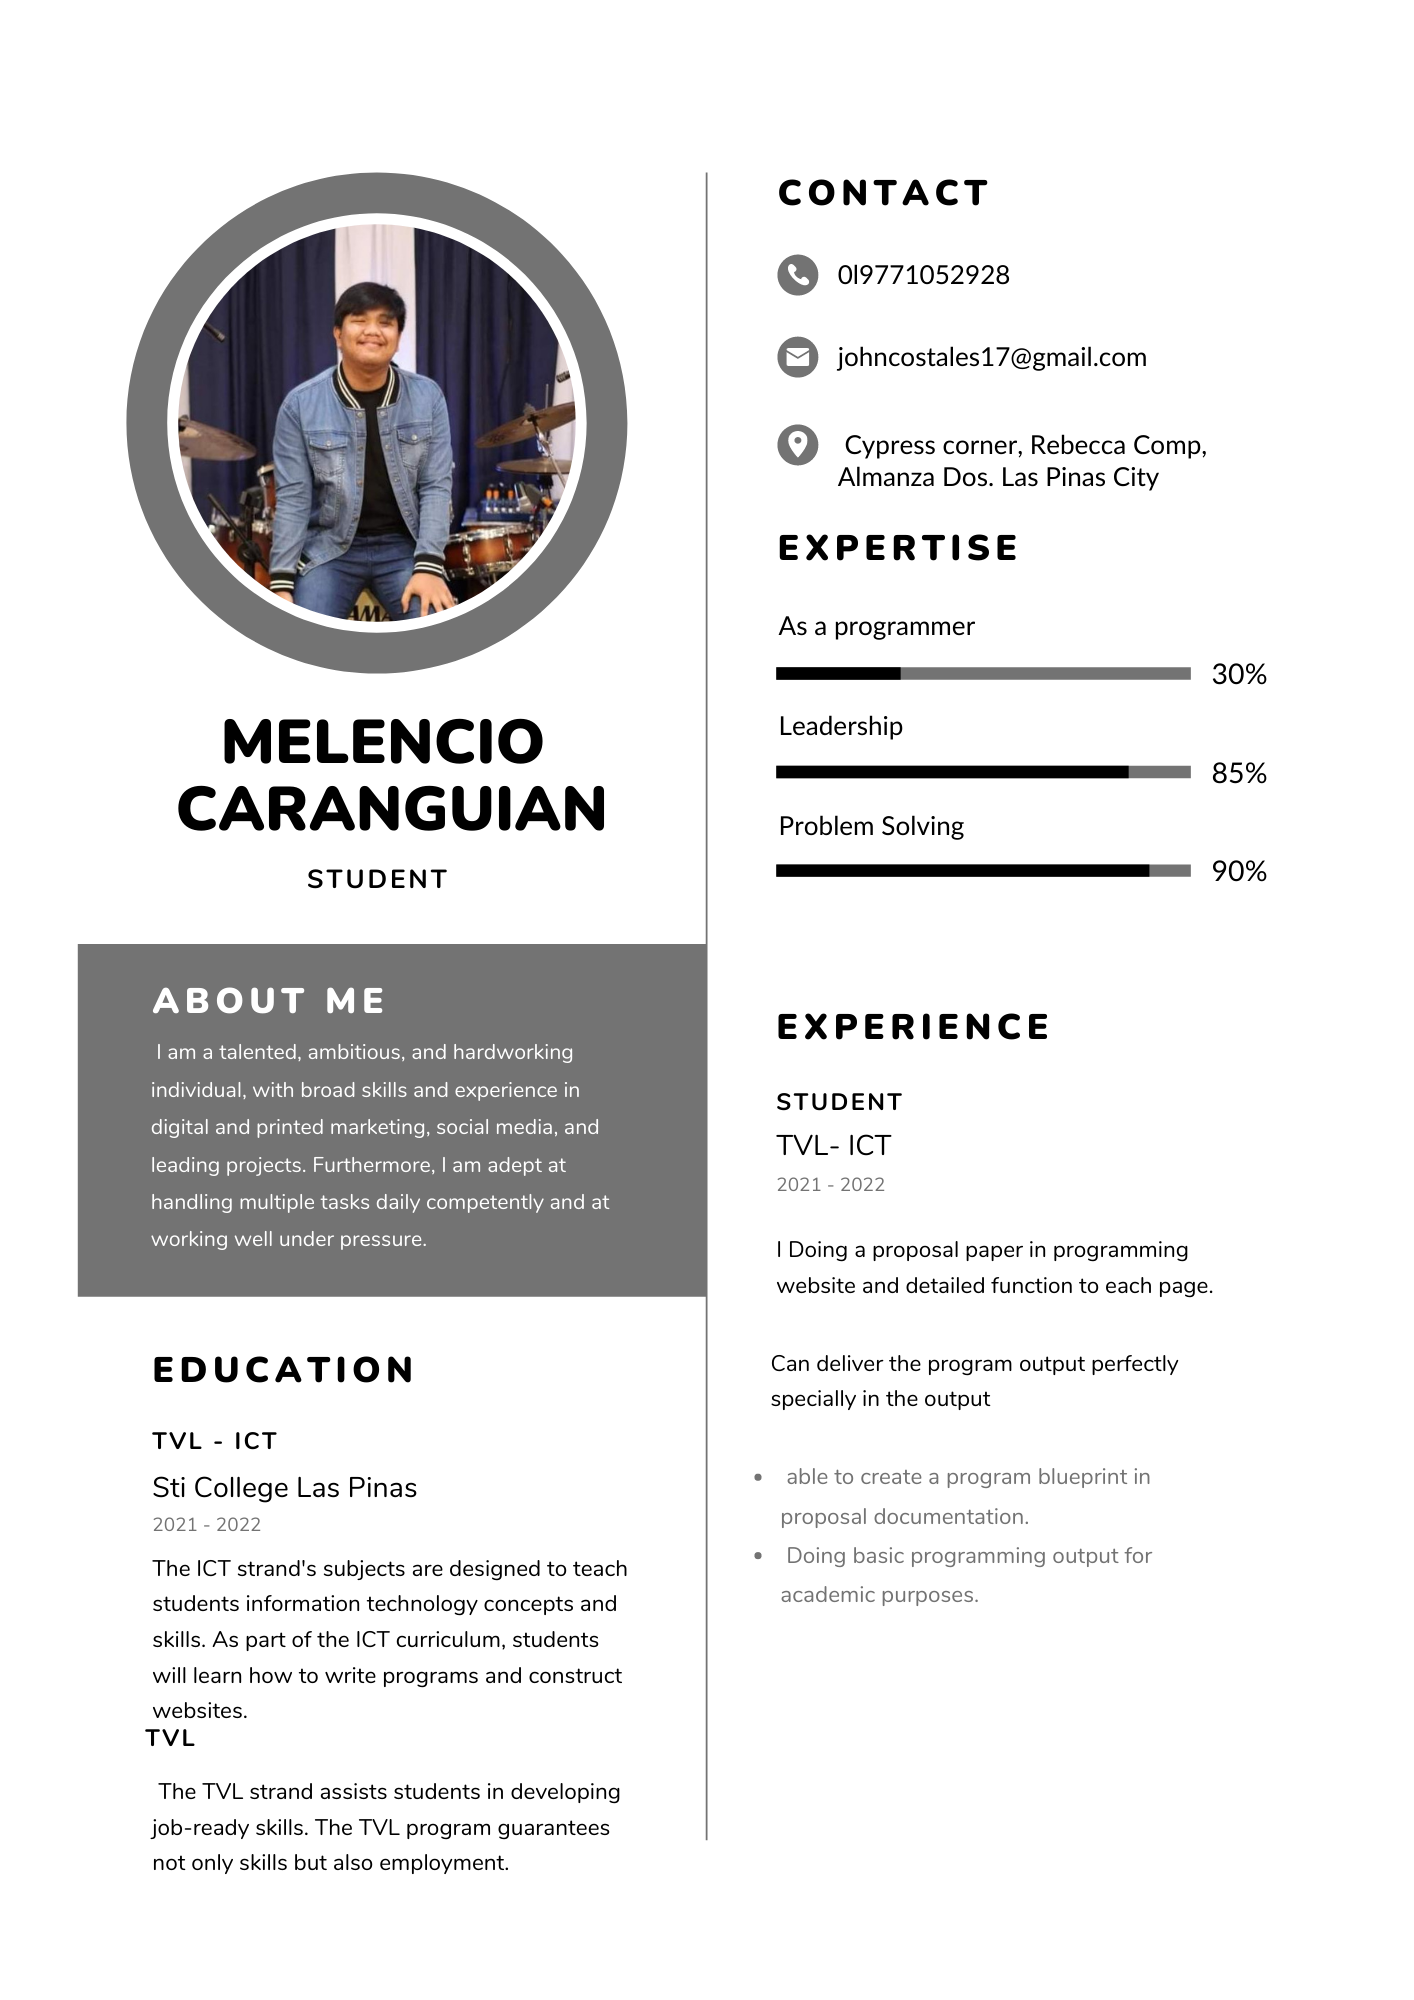 MELENCIO
CARANGUIAN
STUDENT
ABOUT ME
I am a talented, ambitious, and hardworking
individual, with broad skills and experience in
digital and printed marketing, social media, and
leading projects. Furthermore, I am adept at
handling multiple tasks daily competently and at
working well under pressure.
EDUCATION
TVL - ICT
Sti College Las Pinas
2021 - 2022
The ICT strand's subjects are designed to teach
students information technology concepts and
skills. As part of the ICT curriculum, students
will learn how to write programs and construct
websites.
TVL
The TVL strand assists students in developing
job-ready skills. The TVL program guarantees
not only skills but also employment.
CONTACT
0l9771052928
johncostales17@gmail.com
Cypress corner, Rebecca Comp,
Almanza Dos. Las Pinas City
EXPERTISE
As a programmer
30%
Leadership
85%
Problem Solving
90%
EXPERIENCE
STUDENT
TVL- ICT
2021 - 2022
I Doing a proposal paper in programming
website and detailed function to each page.
Can deliver the program output perfectly
specially in the output
• able to create a program blueprint in
proposal documentation.
• Doing basic programming output for
academic purposes.